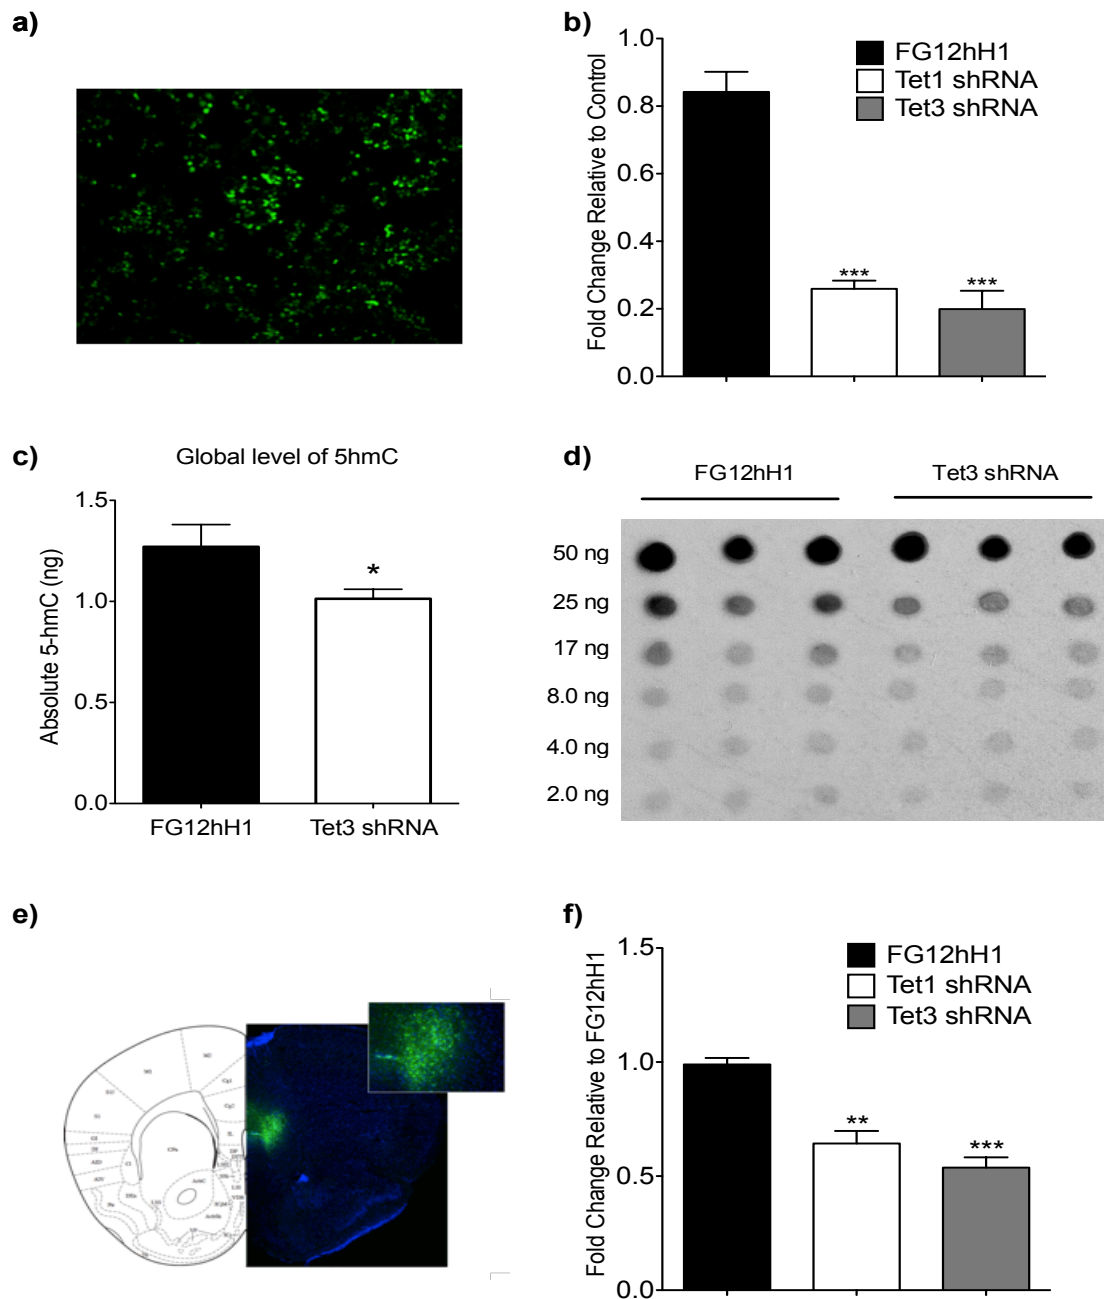 a)
b)
Fold Change Relative to Control
1.0
0.8
0.6
0.4
0.2
0.0
FG12hH1
Tet1 shRNA
Tet3 shRNA
***
***
c)
Global level of 5hmC
Absolute 5-hmC (ng)
1.5
1.0
0.5
0.0
*
FG12hH1
Tet3 shRNA
d)
FG12hH1
Tet3 shRNA
50 ng
25 ng
17 ng
8.0 ng
4.0 ng
2.0 ng
e)
Cg1
Cg2
IL
CPu
f)
Fold Change Relative to FG12hH1
1.5
1.0
0.5
0.0
FG12hH1
Tet1 shRNA
Tet3 shRNA
**
***